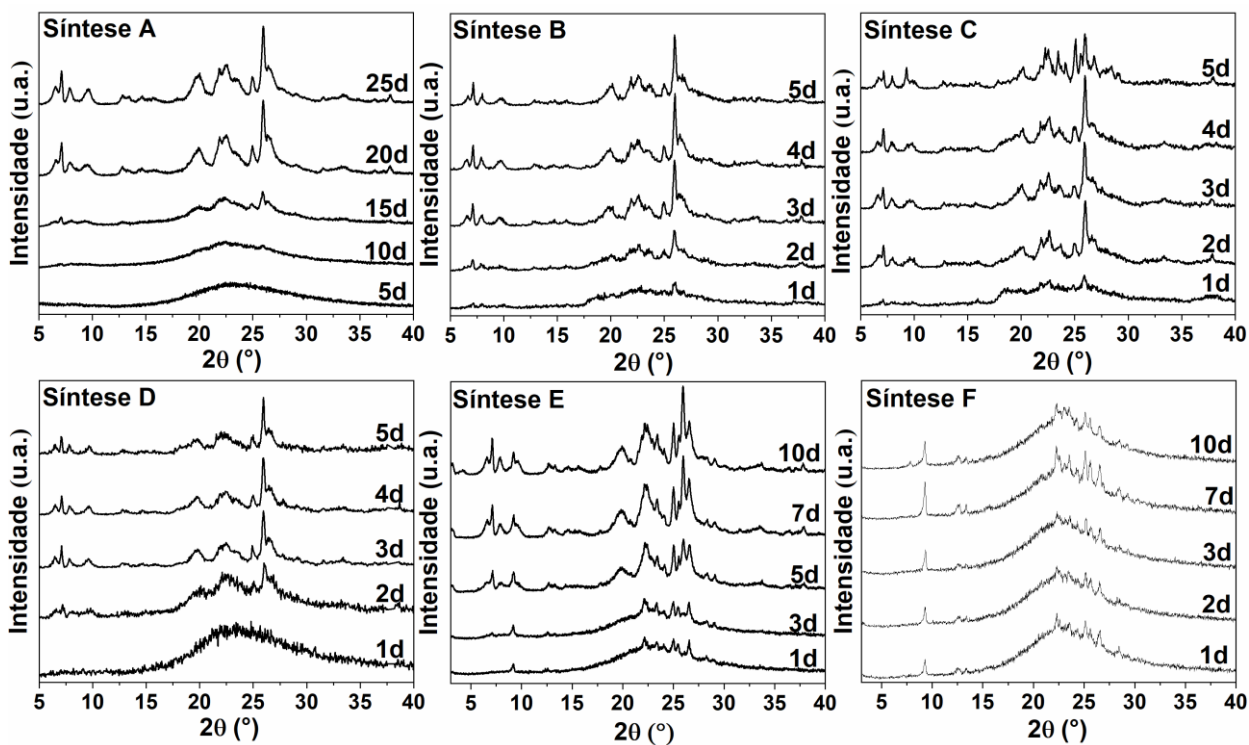 Síntese A
Intensidade (u.a.)
25d
20d
15d
10d
5d
5 10 15 20 25 30 35 40
2θ (°)
Síntese B
Intensidade (u.a.)
5d
4d
3d
2d
1d
5 10 15 20 25 30 35 40
2θ (°)
Síntese C
Intensidade (u.a.)
5d
4d
3d
2d
1d
5 10 15 20 25 30 35 40
2θ (°)
Síntese D
Intensidade (u.a.)
5d
4d
3d
2d
1d
5 10 15 20 25 30 35 40
2θ (°)
Síntese E
Intensidade (u.a.)
10d
7d
5d
3d
1d
5 10 15 20 25 30 35 40
2θ (°)
Síntese F
Intensidade (u.a.)
10d
7d
3d
2d
1d
5 10 15 20 25 30 35 40
2θ (°)